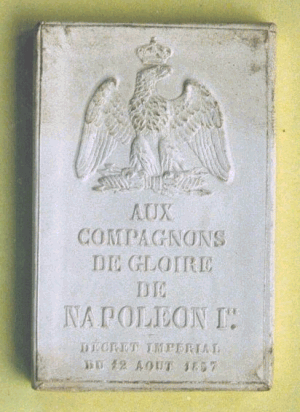 AUX
COMPAGNONS
DE GLOIRE
DE
NAPOLEON Iᵉʳ.
DÉCRET IMPÉRIAL
DU 12 AOUT 1857